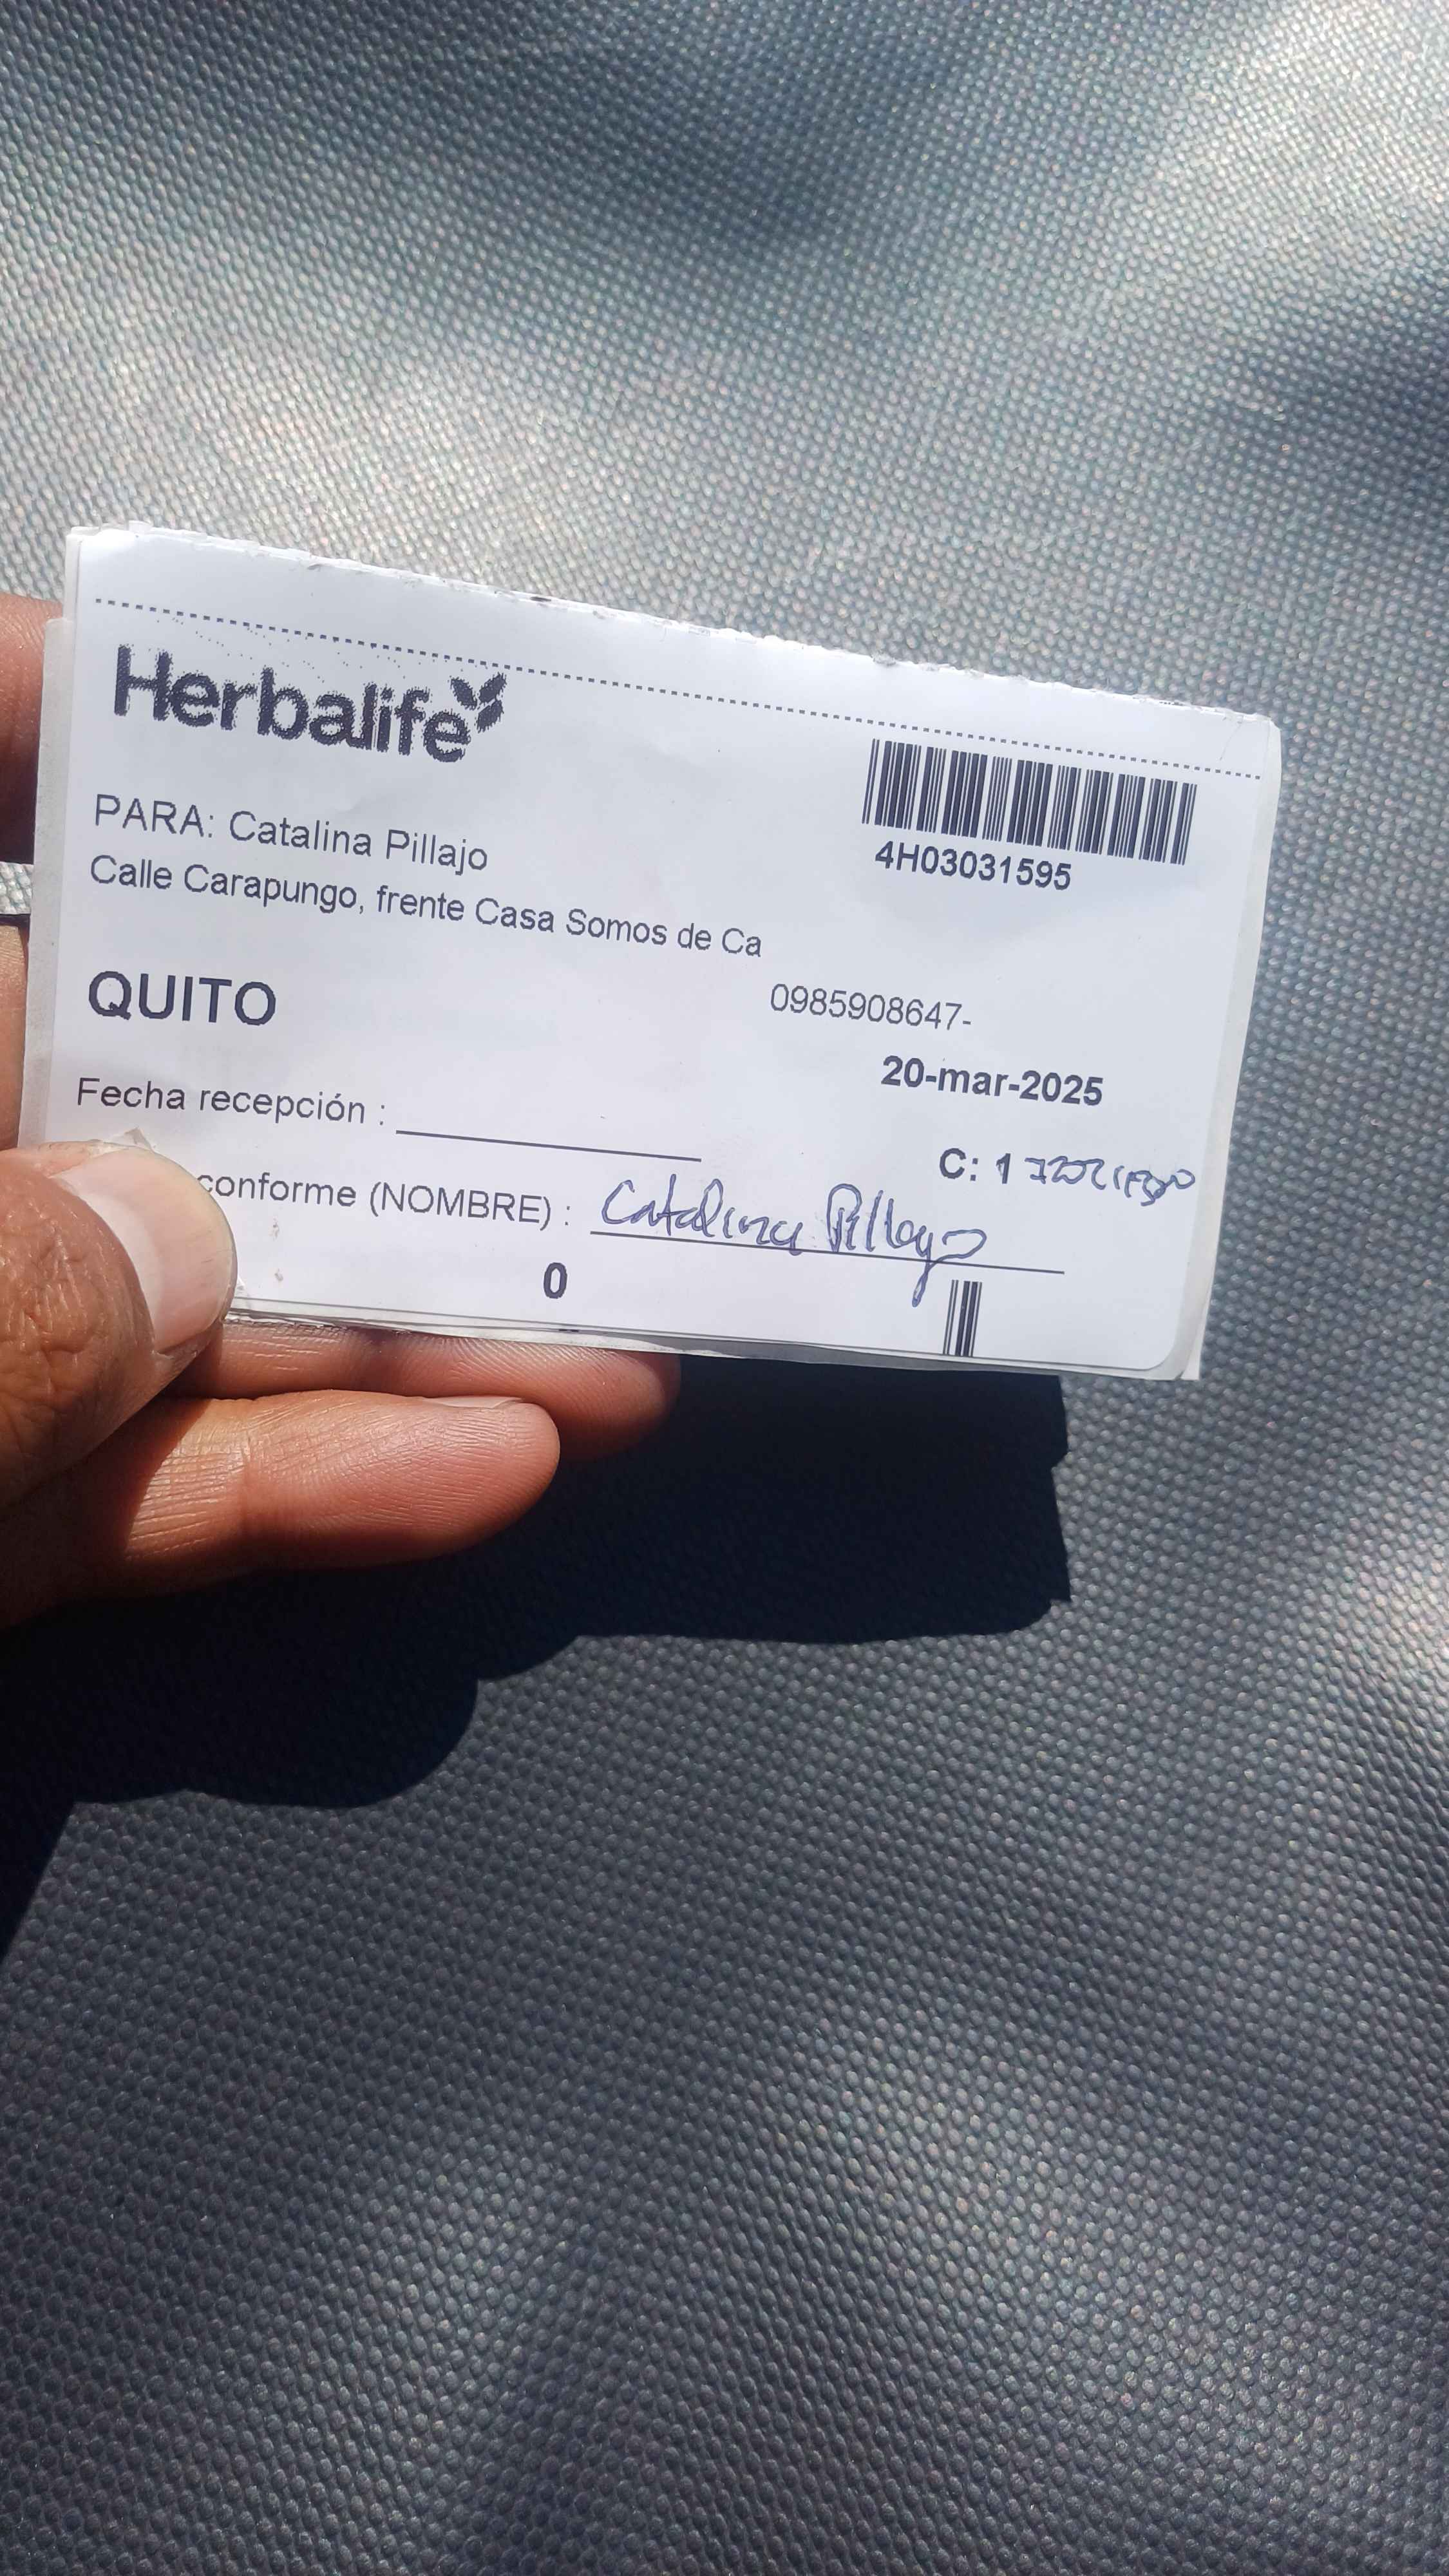 Herbalife
4H03031595
PARA: Catalina Pillajo
Calle Carapungo, frente Casa Somos de Ca
QUITO
0985908647-
20-mar-2025
Fecha recepción :
C: 1
conforme (NOMBRE) : Catalina Pillajo
0